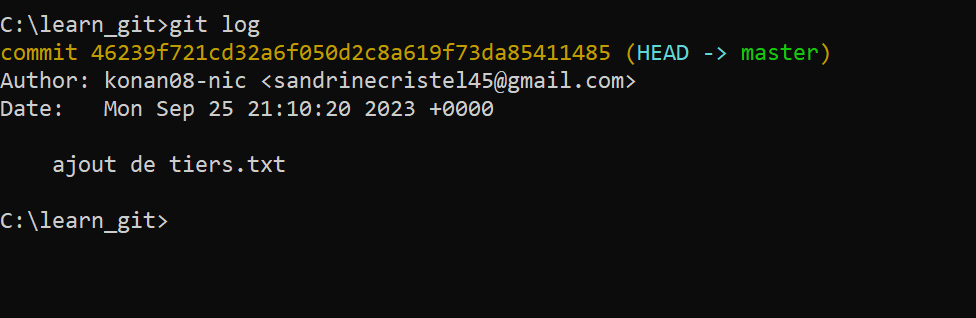 C:\learn_git>git log
commit 46239f721cd32a6f050d2c8a619f73da85411485 (HEAD -> master)
Author: konan08-nic <sandrinecristel45@gmail.com>
Date:   Mon Sep 25 21:10:20 2023 +0000
    ajout de tiers.txt
C:\learn_git>